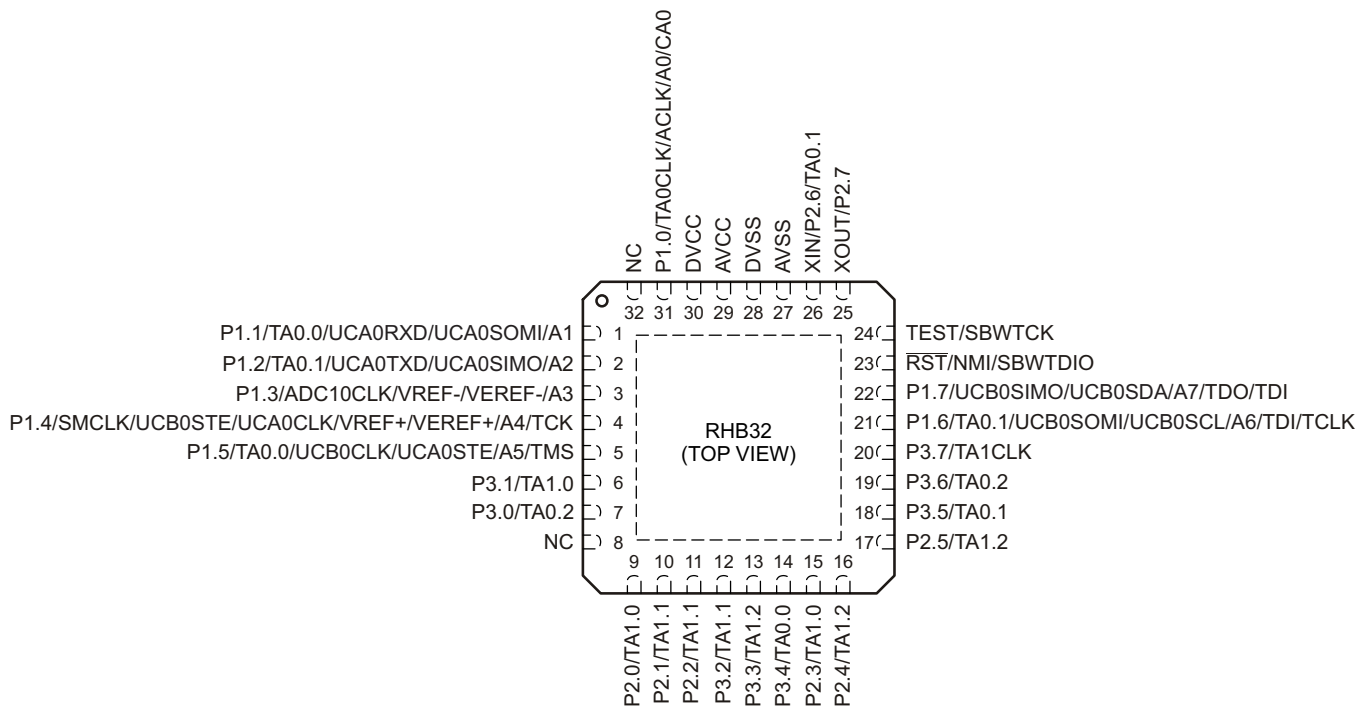 NC
P1.0/TA0CLK/ACLK/A0/CA0
DVCC
AVCC
DVSS
AVSS
XIN/P2.6/TA0.1
XOUT/P2.7
32
31
30
29
28
27
26
25
P1.1/TA0.0/UCA0RXD/UCA0SOMI/A1
1
P1.2/TA0.1/UCA0TXD/UCA0SIMO/A2
2
P1.3/ADC10CLK/VREF-/VEREF-/A3
3
P1.4/SMCLK/UCB0STE/UCA0CLK/VREF+/VEREF+/A4/TCK
4
P1.5/TA0.0/UCB0CLK/UCA0STE/A5/TMS
5
P3.1/TA1.0
6
P3.0/TA0.2
7
NC
8
RHB32
(TOP VIEW)
24
TEST/SBWTCK
23
RST/NMI/SBWTDIO
22
P1.7/UCB0SIMO/UCB0SDA/A7/TDO/TDI
21
P1.6/TA0.1/UCB0SOMI/UCB0SCL/A6/TDI/TCLK
20
P3.7/TA1CLK
19
P3.6/TA0.2
18
P3.5/TA0.1
17
P2.5/TA1.2
9
10
11
12
13
14
15
16
P2.0/TA1.0
P2.1/TA1.1
P2.2/TA1.1
P3.2/TA1.1
P3.3/TA1.2
P3.4/TA0.0
P2.3/TA1.0
P2.4/TA1.2